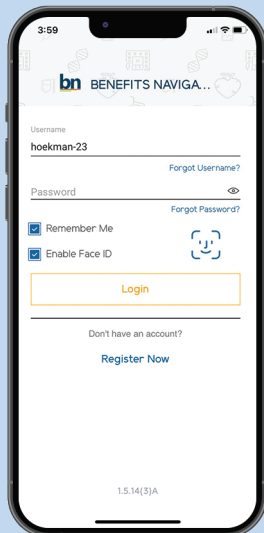 3:59
bn BENEFITS NAVIGA...
Username
hoekman-23
Forgot Username?
Password
Forgot Password?
Remember Me
Enable Face ID
Login
Don't have an account?
Register Now
1.5.14(3)A